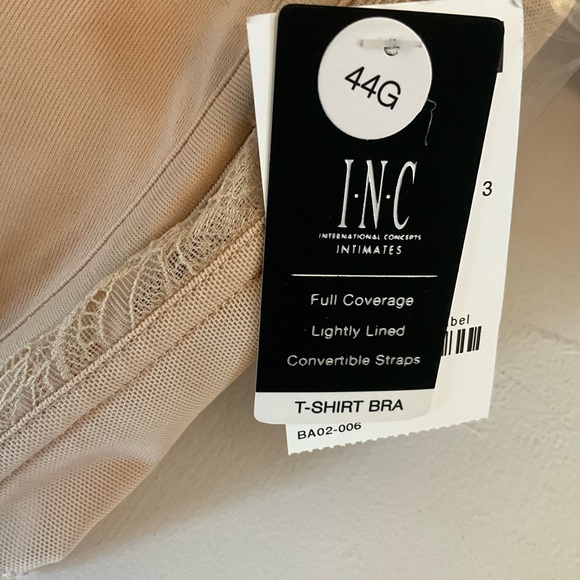 44G
I·N·C
INTERNATIONAL CONCEPTS
INTIMATES
Full Coverage
Lightly Lined
Convertible Straps
T-SHIRT BRA
BA02-006
3
bel